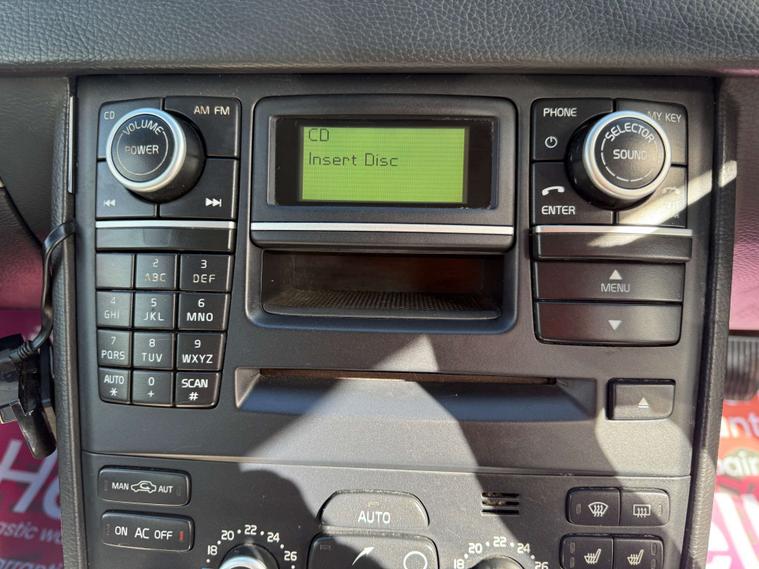 CD
AM FM
VOLUME
POWER
CD
Insert Disc
PHONE
MY KEY
SELECTOR
SOUND
ENTER
MENU
2
ABC
3
DEF
4
GHI
5
JKL
6
MNO
7
PQRS
8
TUV
9
WXYZ
AUTO
*
0
+
SCAN
#
MAN AUT
ON AC OFF
AUTO
18 20 22 24 26
18 20 22 24 26